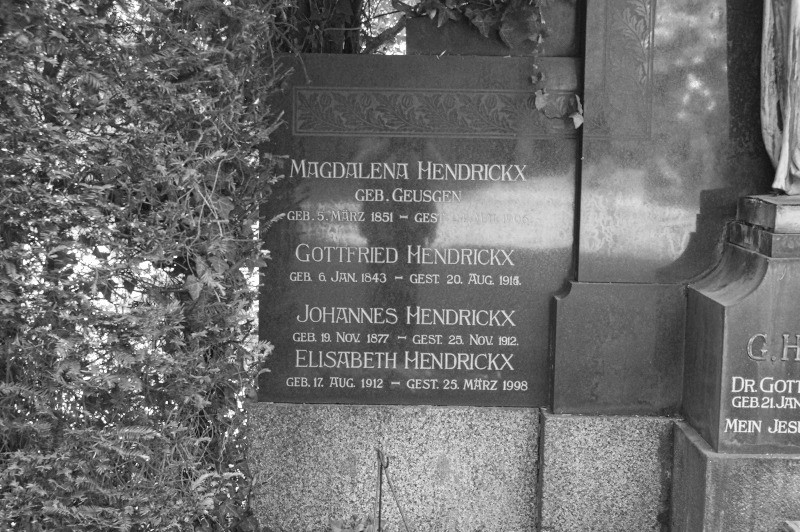 MAGDALENA HENDRICKX
GEB. GEUSGEN
GEB. 5. MÄRZ 1851 – GEST.
GOTTFRIED HENDRICKX
GEB. 6. JAN. 1843 – GEST. 20. AUG.
JOHANNES HENDRICKX
GEB. 19. NOV. 1877 – GEST. 25. NOV. 1912.
ELISABETH HENDRICKX
GEB. 17. AUG. 1912 – GEST. 25. MÄRZ 1998
G. H
DR. GOTT
GEB. 21. JAN
MEIN JESU